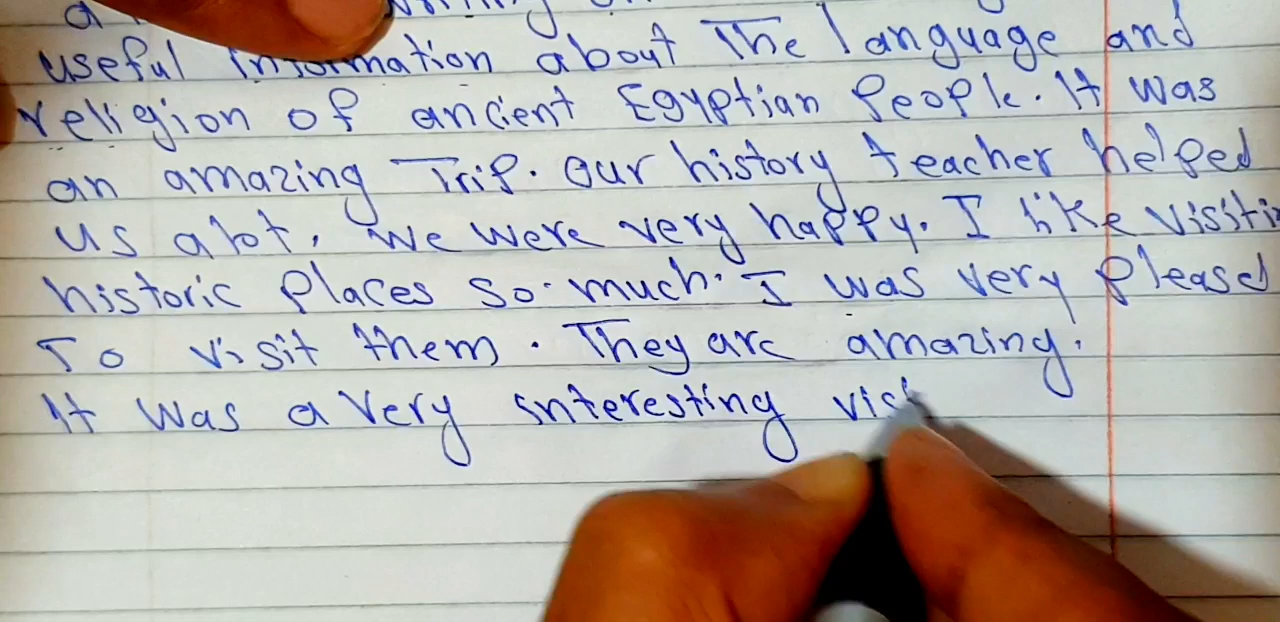 a
useful information about The language and
religion of ancient Egyptian People. It was
an amazing Trip. our history teacher helped
us alot. We were very happy. I like visiti
historic places so much. I was very pleased
To visit them. They are amazing.
It was a very interesting visi